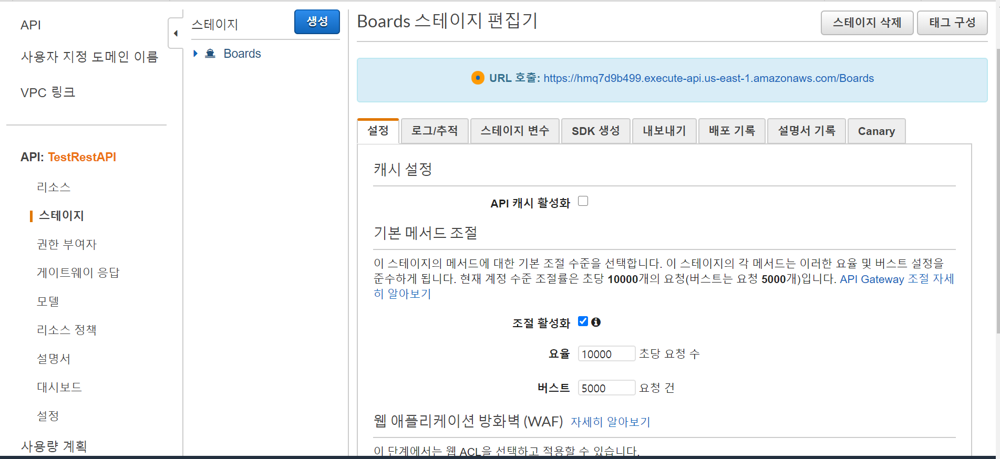 API
사용자 지정 도메인 이름
VPC 링크
API: TestRestAPI
리소스
스테이지
권한 부여자
게이트웨이 응답
모델
리소스 정책
설명서
대시보드
설정
사용량 계획
스테이지
생성
Boards
Boards 스테이지 편집기
스테이지 삭제
태그 구성
URL 호출: https://hmq7d9b499.execute-api.us-east-1.amazonaws.com/Boards
설정
로그/추적
스테이지 변수
SDK 생성
내보내기
배포 기록
설명서 기록
Canary
캐시 설정
API 캐시 활성화
기본 메서드 조절
이 스테이지의 메서드에 대한 기본 조절 수준을 선택합니다. 이 스테이지의 각 메서드는 이러한 요율 및 버스트 설정을
준수하게 됩니다. 현재 계정 수준 조절률은 초당 10000개의 요청(버스트는 요청 5000개)입니다. API Gateway 조절 자세
히 알아보기
조절 활성화
요율 10000 초당 요청 수
버스트 5000 요청 건
웹 애플리케이션 방화벽 (WAF) 자세히 알아보기
이 단계에서는 웹 ACL을 선택하고 적용할 수 있습니다.